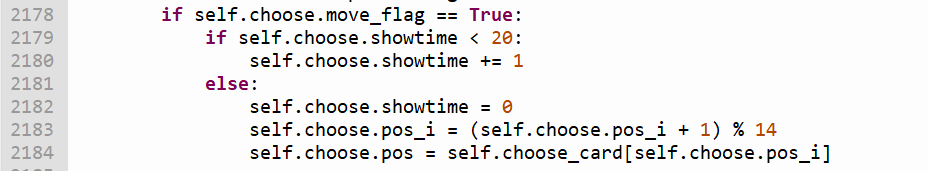 2178 if self.choose.move_flag == True:
2179 if self.choose.showtime < 20:
2180 self.choose.showtime += 1
2181 else:
2182 self.choose.showtime = 0
2183 self.choose.pos_i = (self.choose.pos_i + 1) % 14
2184 self.choose.pos = self.choose_card[self.choose.pos_i]